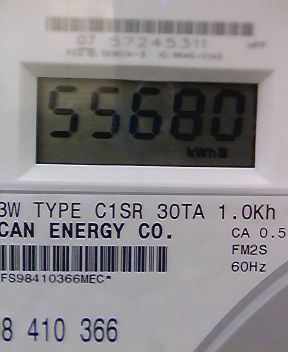 07 57245311
55680
kWh
3W TYPE C1SR 30TA 1.0Kh
CAN ENERGY CO.
CA 0.5
FM2S
60Hz
FS98410366MEC*
8 410 366